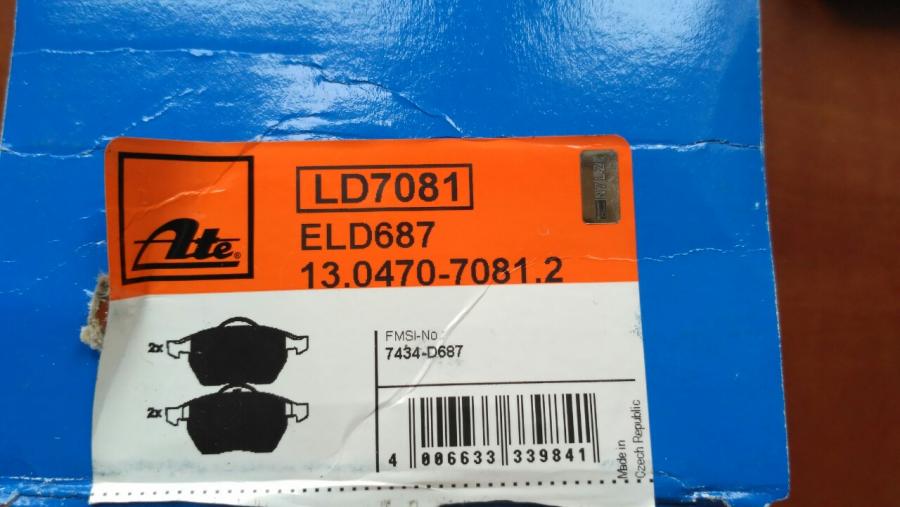 Ate®
LD7081
ELD687
13.0470-7081.2
2x
2x
FMSI-No
7434-D687
4 006633 339841
Made in
Czech Republic